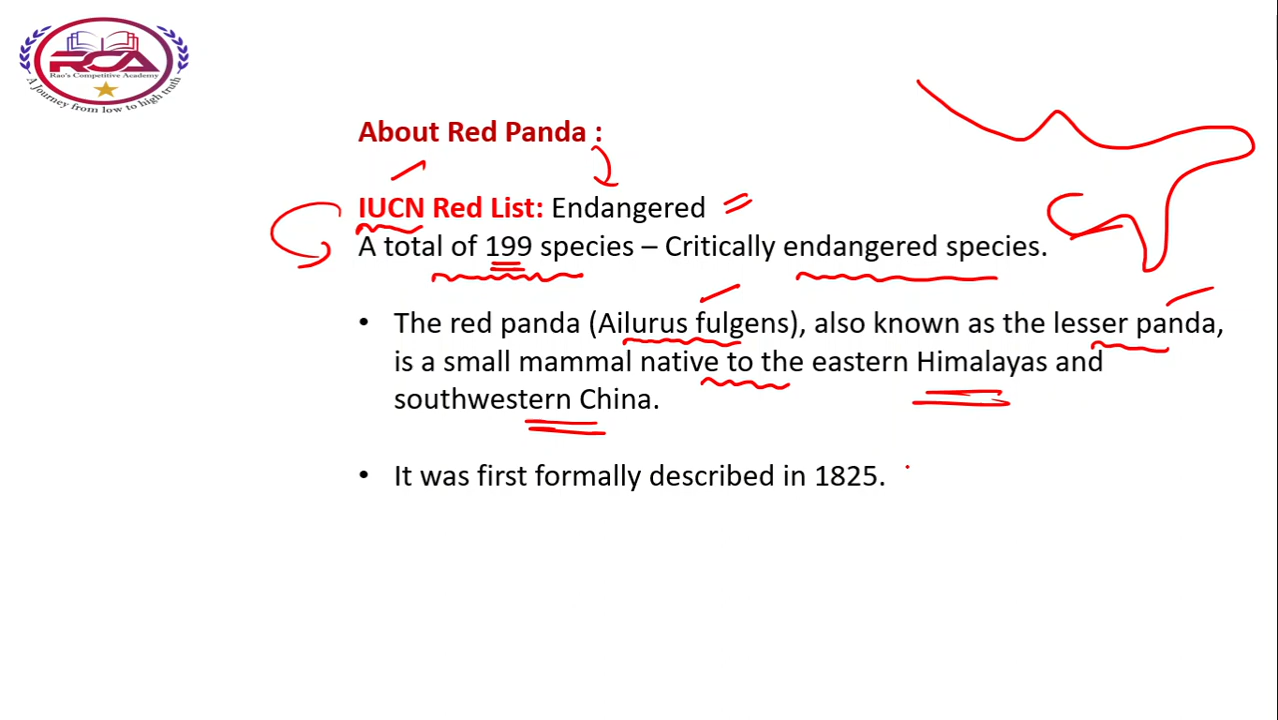 RCA
Rao's Competitive Academy
A Journey from low to high truth
About Red Panda :
IUCN Red List: Endangered
A total of 199 species – Critically endangered species.
• The red panda (Ailurus fulgens), also known as the lesser panda,
is a small mammal native to the eastern Himalayas and
southwestern China.
• It was first formally described in 1825.